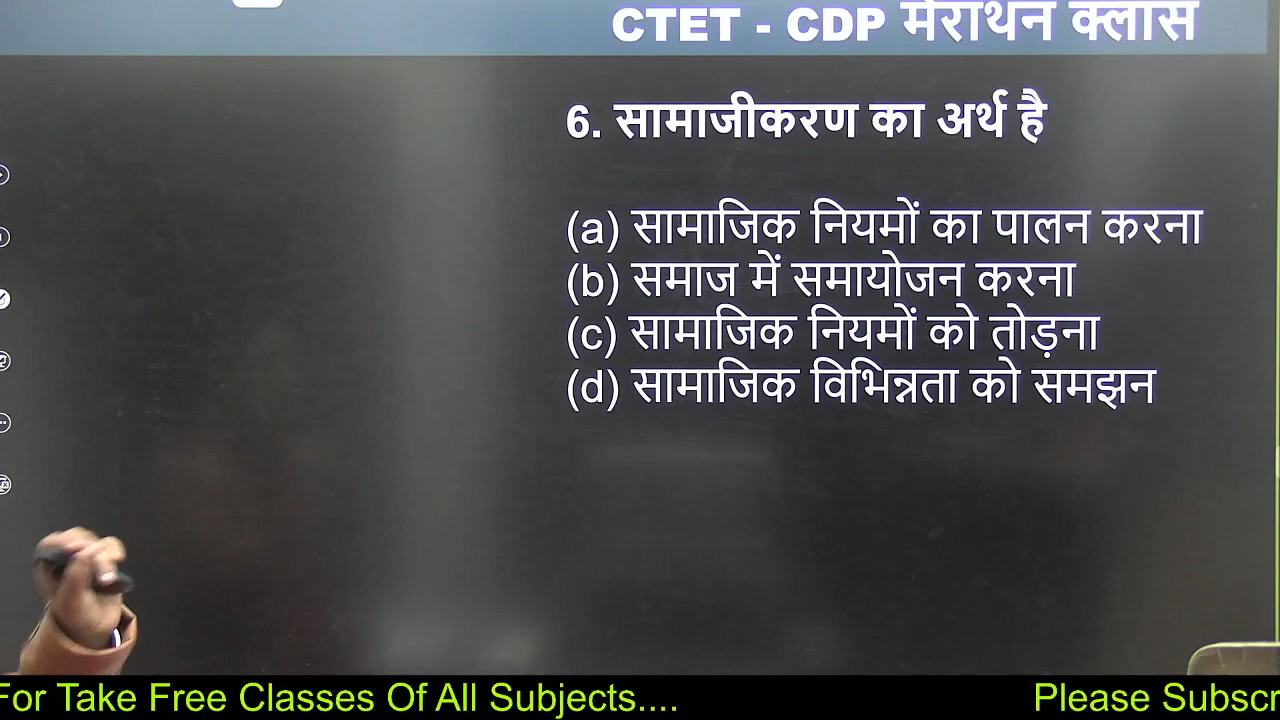 CTET - CDP मैराथन क्लास
6. सामाजीकरण का अर्थ है
(a) सामाजिक नियमों का पालन करना
(b) समाज में समायोजन करना
(c) सामाजिक नियमों को तोड़ना
(d) सामाजिक विभिन्नता को समझन
For Take Free Classes Of All Subjects.... Please Subscr